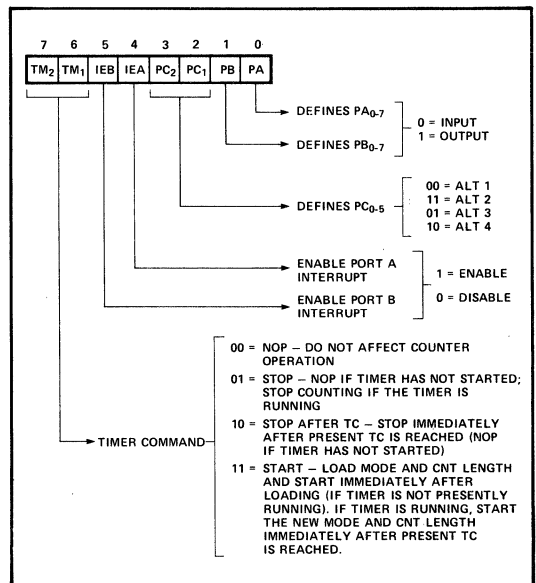 7 6 5 4 3 2 1 0
TM2 TM1 IEB IEA PC2 PC1 PB PA
DEFINES PA0-7
DEFINES PB0-7
0 = INPUT
1 = OUTPUT
DEFINES PC0-5
00 = ALT 1
11 = ALT 2
01 = ALT 3
10 = ALT 4
ENABLE PORT A
INTERRUPT
ENABLE PORT B
INTERRUPT
1 = ENABLE
0 = DISABLE
TIMER COMMAND
00 = NOP – DO NOT AFFECT COUNTER
OPERATION
01 = STOP – NOP IF TIMER HAS NOT STARTED;
STOP COUNTING IF THE TIMER IS
RUNNING
10 = STOP AFTER TC – STOP IMMEDIATELY
AFTER PRESENT TC IS REACHED (NOP
IF TIMER HAS NOT STARTED)
11 = START – LOAD MODE AND CNT LENGTH
AND START IMMEDIATELY AFTER
LOADING (IF TIMER IS NOT PRESENTLY
RUNNING). IF TIMER IS RUNNING, START
THE NEW MODE AND CNT LENGTH
IMMEDIATELY AFTER PRESENT TC
IS REACHED.